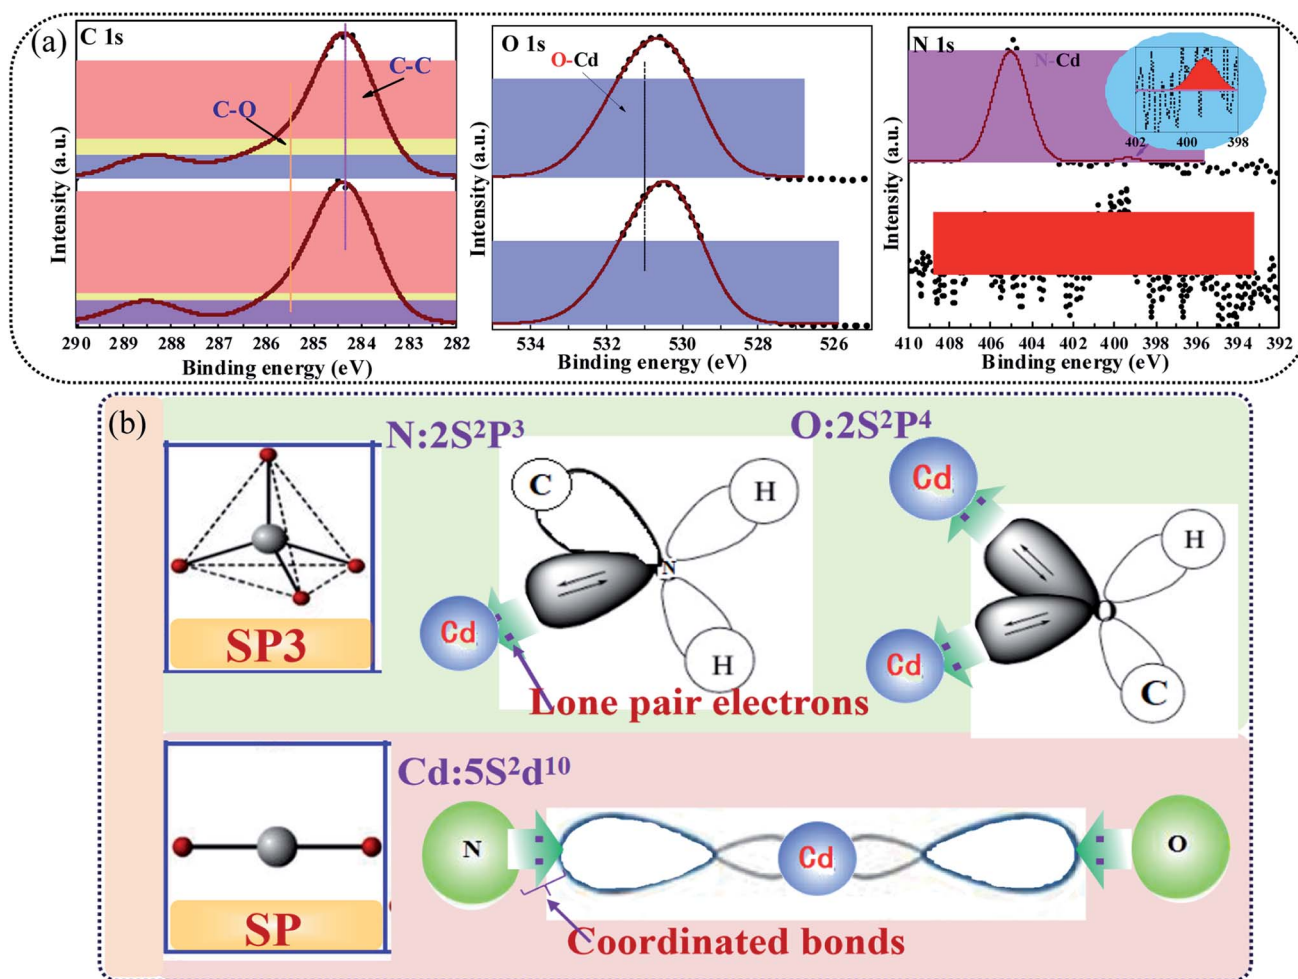 (a)
C 1s
C-C
C-O
Intensity (a.u.)
290 289 288 287 286 285 284 283 282
Binding energy (eV)
O 1s
O-Cd
Intensity (a.u.)
534 532 530 528 526
Binding energy (eV)
N 1s
N-Cd
402 400 398
Intensity (a.u.)
410 408 406 404 402 400 398 396 394 392
Binding energy (eV)
(b)
N:2S²P³
O:2S²P⁴
SP3
C
H
N
H
Cd
Cd
Cd
H
O
C
Lone pair electrons
Cd:5S²d¹⁰
SP
N
Cd
O
Coordinated bonds